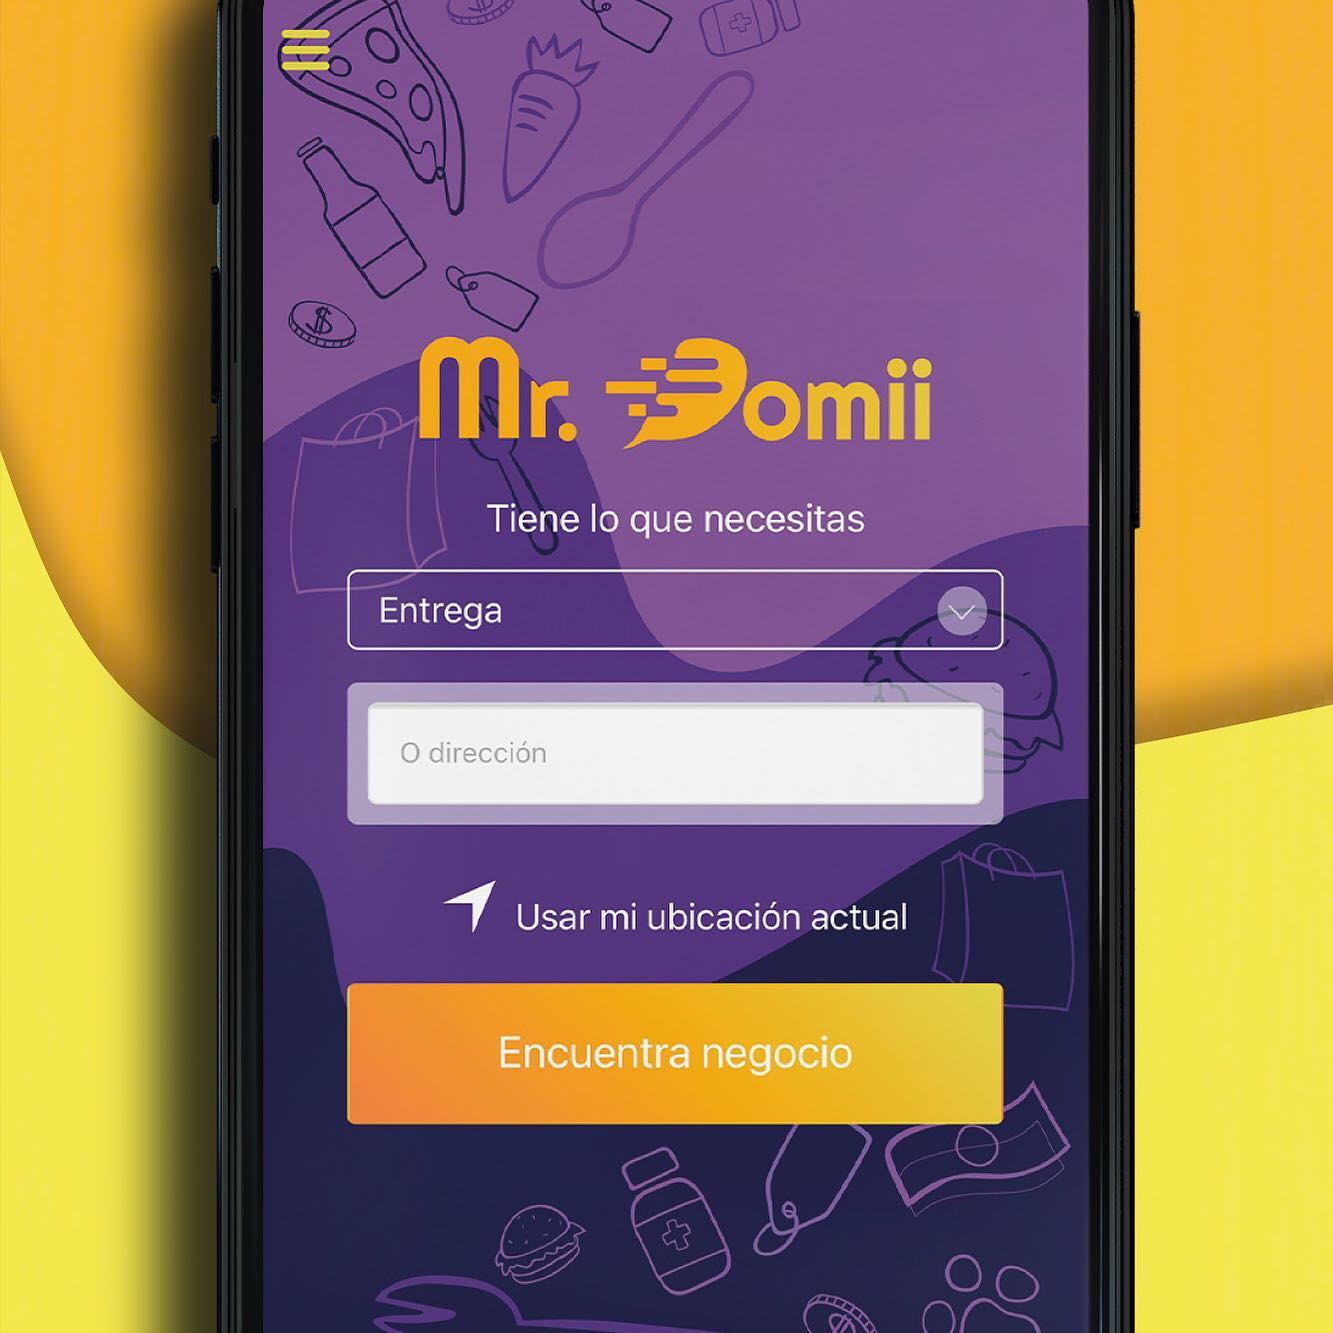 Mr. Domii
Tiene lo que necesitas
Entrega
O dirección
Usar mi ubicación actual
Encuentra negocio